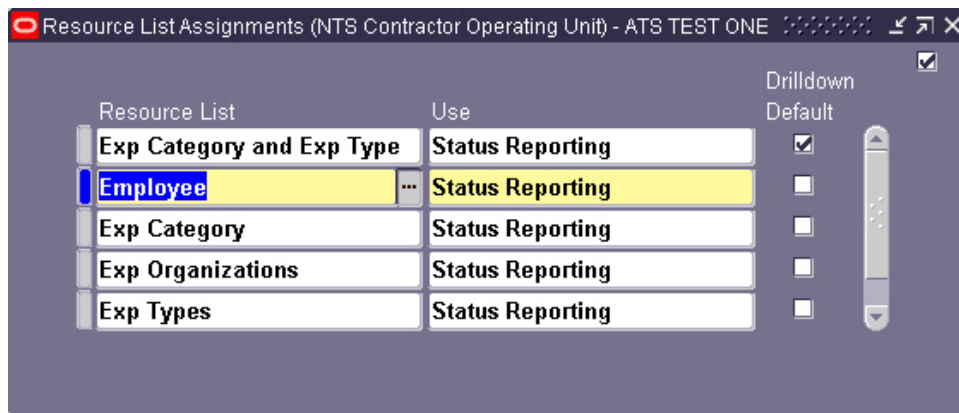 Resource List Assignments (NTS Contractor Operating Unit) - ATS TEST ONE
Drilldown
Resource List Use Default
Exp Category and Exp Type Status Reporting
Employee ... Status Reporting
Exp Category Status Reporting
Exp Organizations Status Reporting
Exp Types Status Reporting